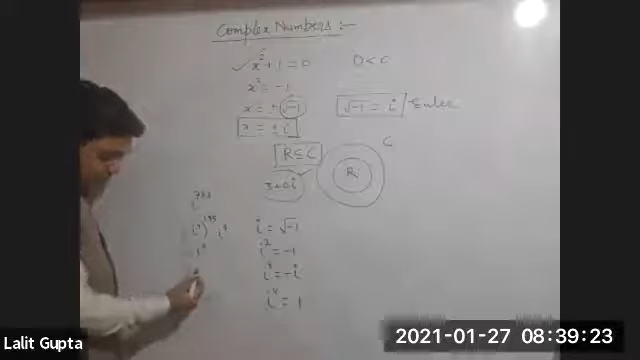 Complex Numbers :-
✓ x² + 1 = 0 D < 0
x² = -1
x = ± √-1 √-1 = i Euler
x = ± i
R ⊆ C C
3 + 0i R
i = √-1
i² = -1
i³ = -i
i⁴ = 1
Lalit Gupta
2021-01-27 08:39:23